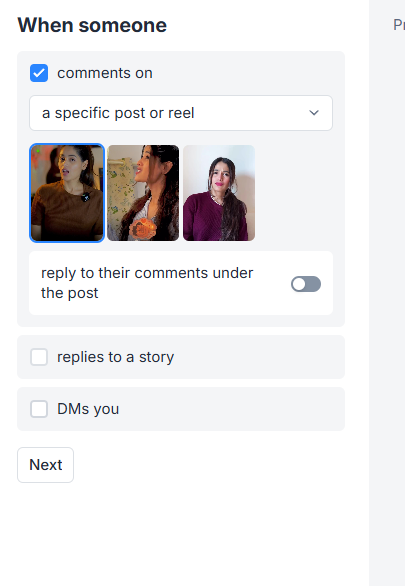 When someone
comments on
a specific post or reel
reply to their comments under
the post
replies to a story
DMs you
Next